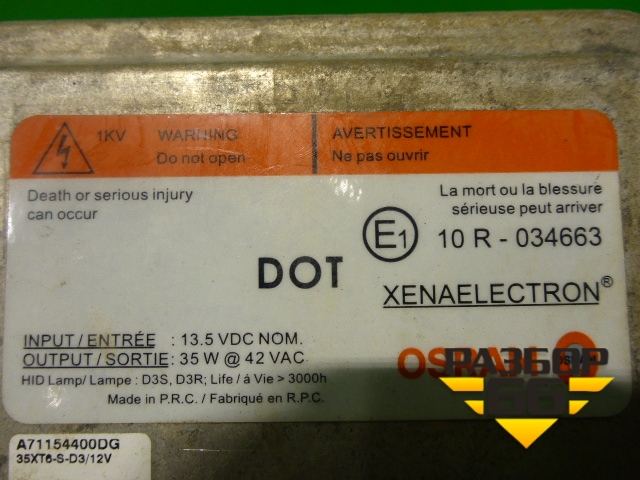 1KV WARNING
Do not open
AVERTISSEMENT
Ne pas ouvrir
Death or serious injury
can occur
La mort ou la blessure
sérieuse peut arriver
E1 10 R - 034663
DOT
XENAELECTRON®
INPUT / ENTRÉE : 13.5 VDC NOM.
OUTPUT / SORTIE: 35 W @ 42 VAC
HID Lamp/ Lampe : D3S, D3R; Life / á Vie > 3000h
Made in P.R.C. / Fabriqué en R.P.C.
OSRAM
РАЗБОР
66
A71154400DG
35XT6-S-D3/12V